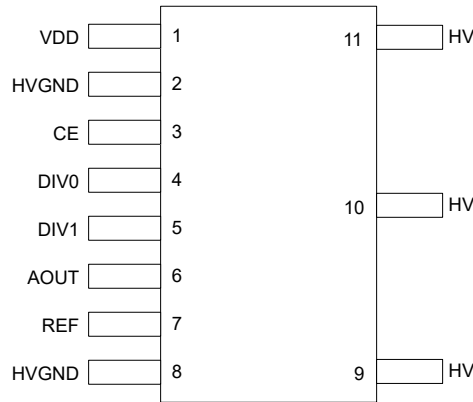 VDD 1 11 HV
HVGND 2
CE 3
DIV0 4
10 HV
DIV1 5
AOUT 6
REF 7
HVGND 8 9 HV